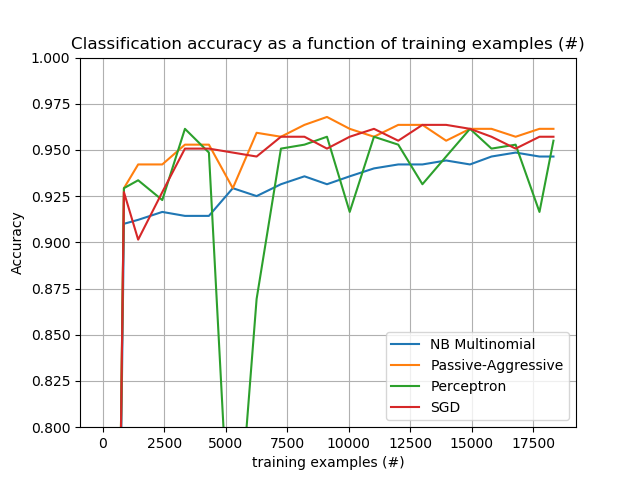 Classification accuracy as a function of training examples (#)
1.000
0.975
0.950
0.925
0.900
0.875
0.850
0.825
0.800
Accuracy
NB Multinomial
Passive-Aggressive
Perceptron
SGD
0 2500 5000 7500 10000 12500 15000 17500
training examples (#)